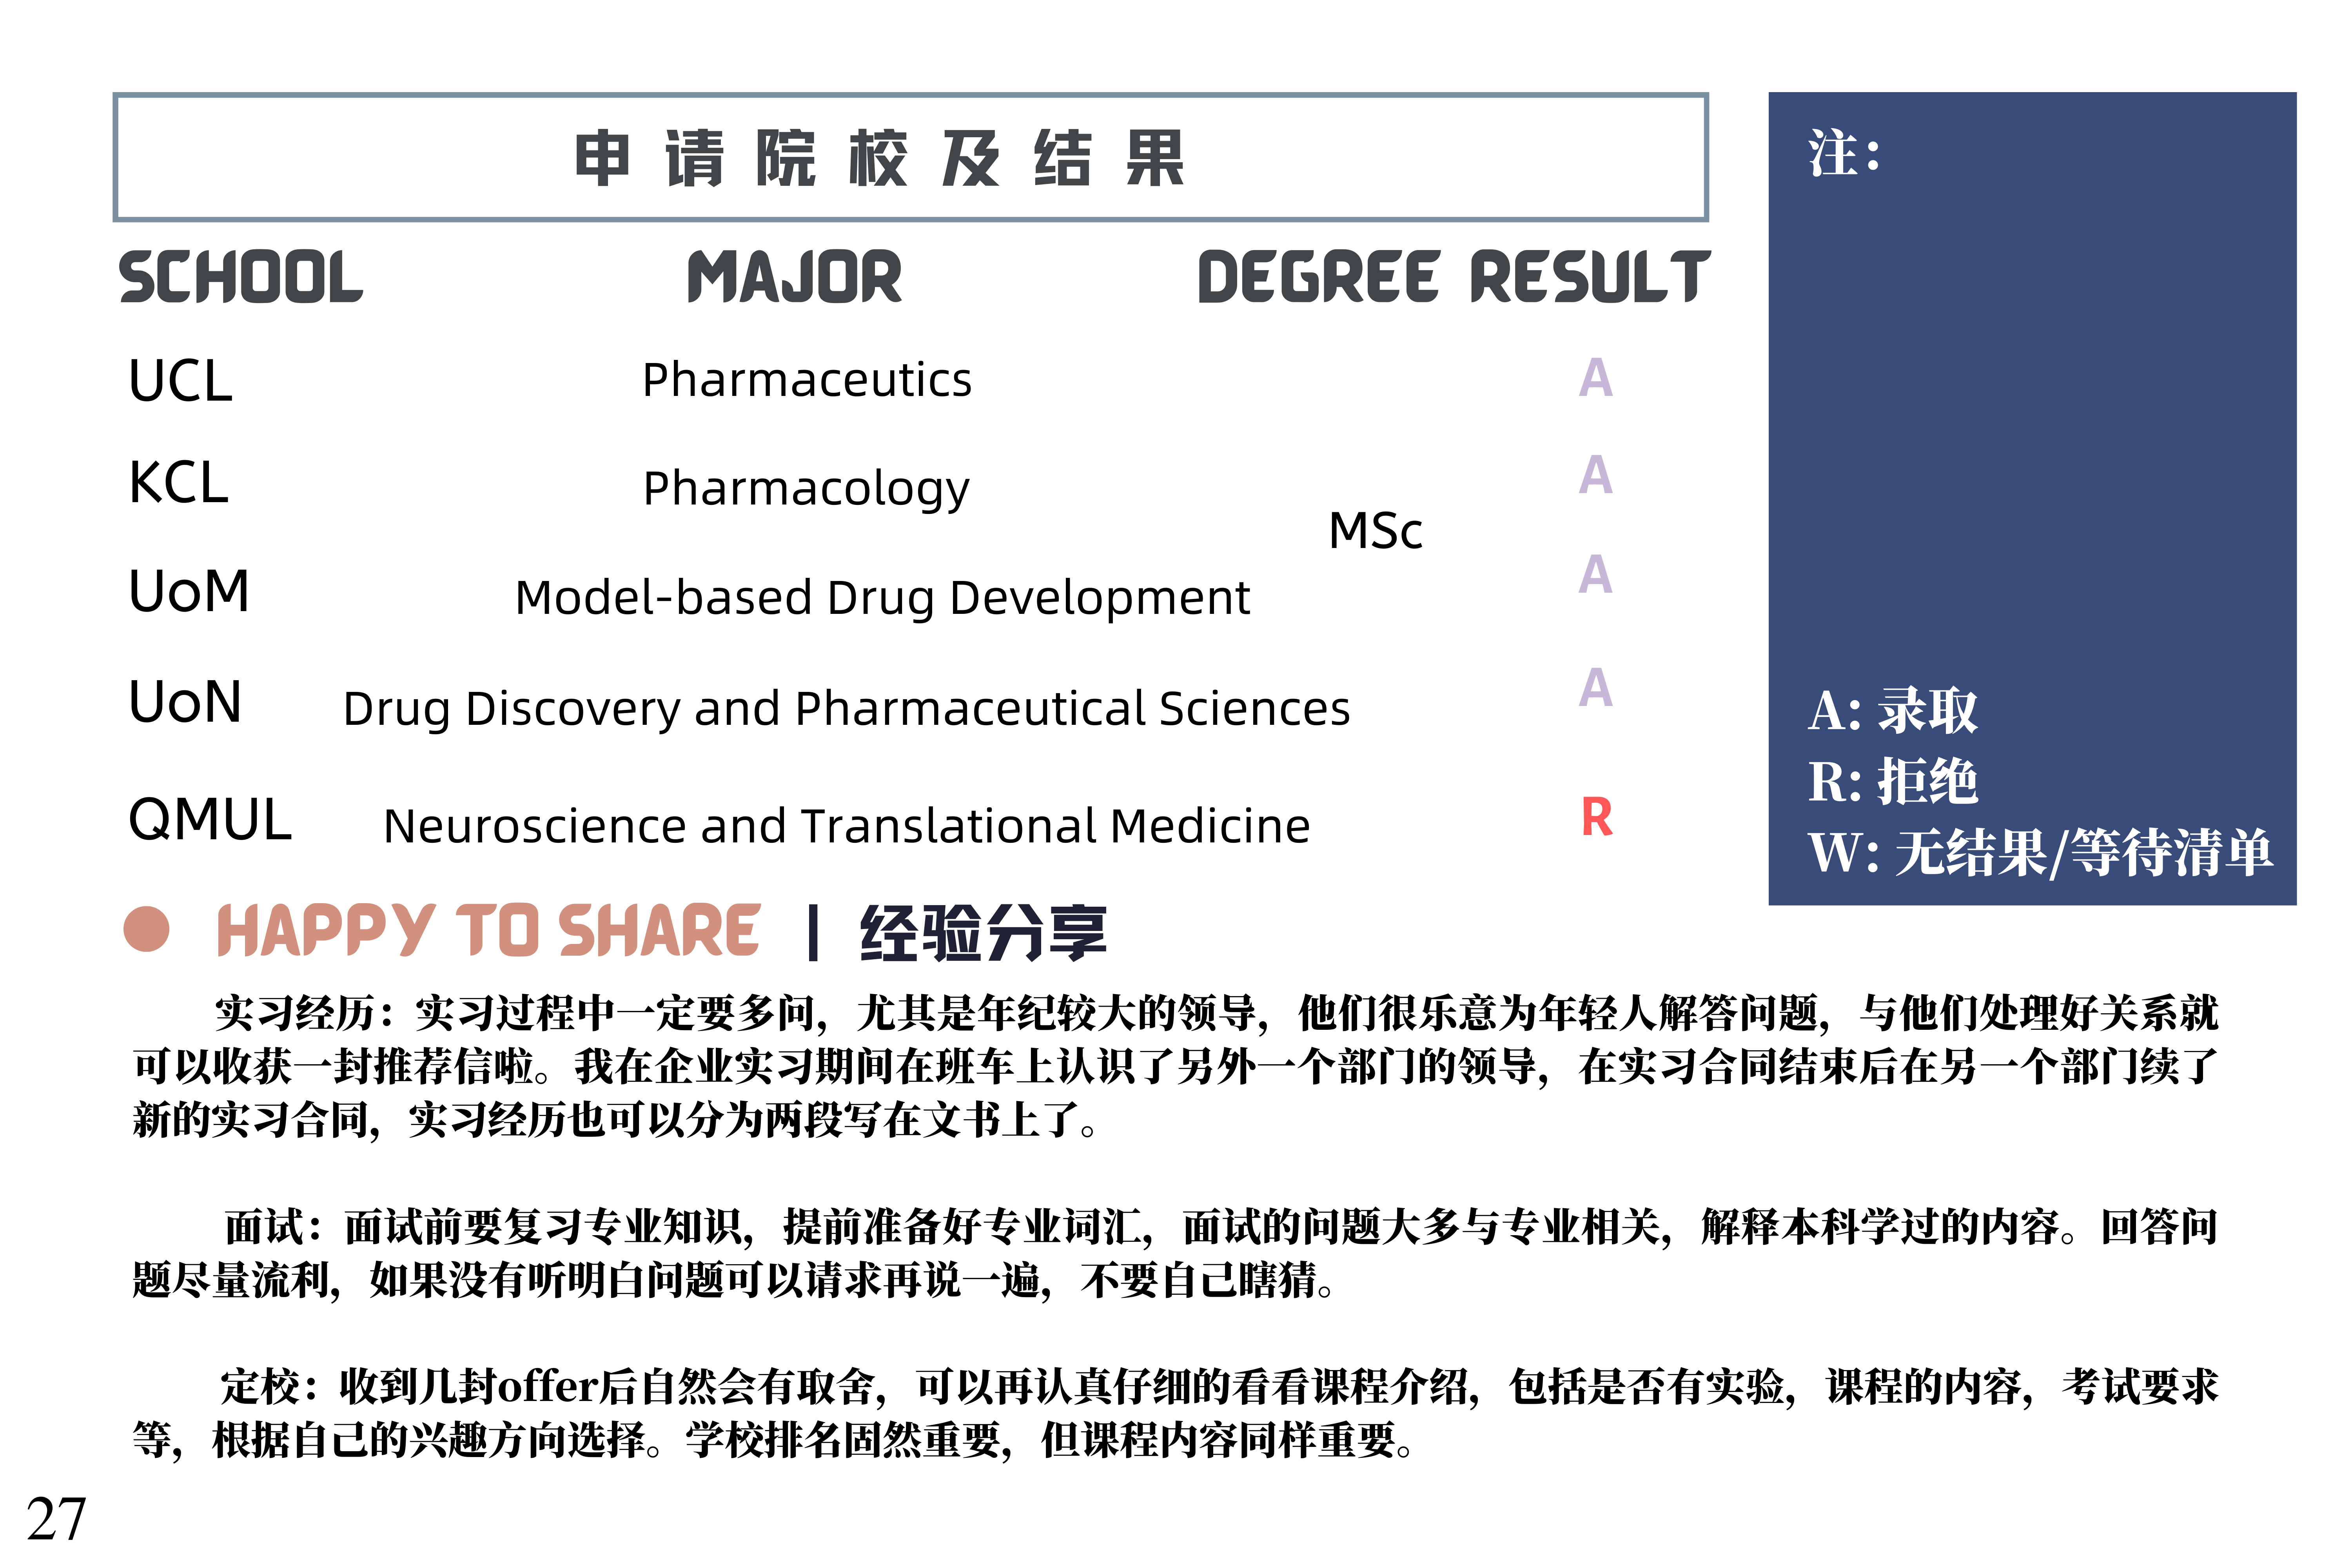 申请院校及结果
SCHOOL MAJOR DEGREE RESULT
UCL Pharmaceutics A
KCL Pharmacology A
MSc
UoM Model-based Drug Development A
UoN Drug Discovery and Pharmaceutical Sciences A
QMUL Neuroscience and Translational Medicine R
注：
A: 录取
R: 拒绝
W: 无结果/等待清单
HAPPY TO SHARE | 经验分享
实习经历：实习过程中一定要多问，尤其是年纪较大的领导，他们很乐意为年轻人解答问题，与他们处理好关系就
可以收获一封推荐信啦。我在企业实习期间在班车上认识了另外一个部门的领导，在实习合同结束后在另一个部门续了
新的实习合同，实习经历也可以分为两段写在文书上了。
面试：面试前要复习专业知识，提前准备好专业词汇，面试的问题大多与专业相关，解释本科学过的内容。回答问
题尽量流利，如果没有听明白问题可以请求再说一遍，不要自己瞎猜。
定校：收到几封offer后自然会有取舍，可以再认真仔细的看看课程介绍，包括是否有实验，课程的内容，考试要求
等，根据自己的兴趣方向选择。学校排名固然重要，但课程内容同样重要。
27